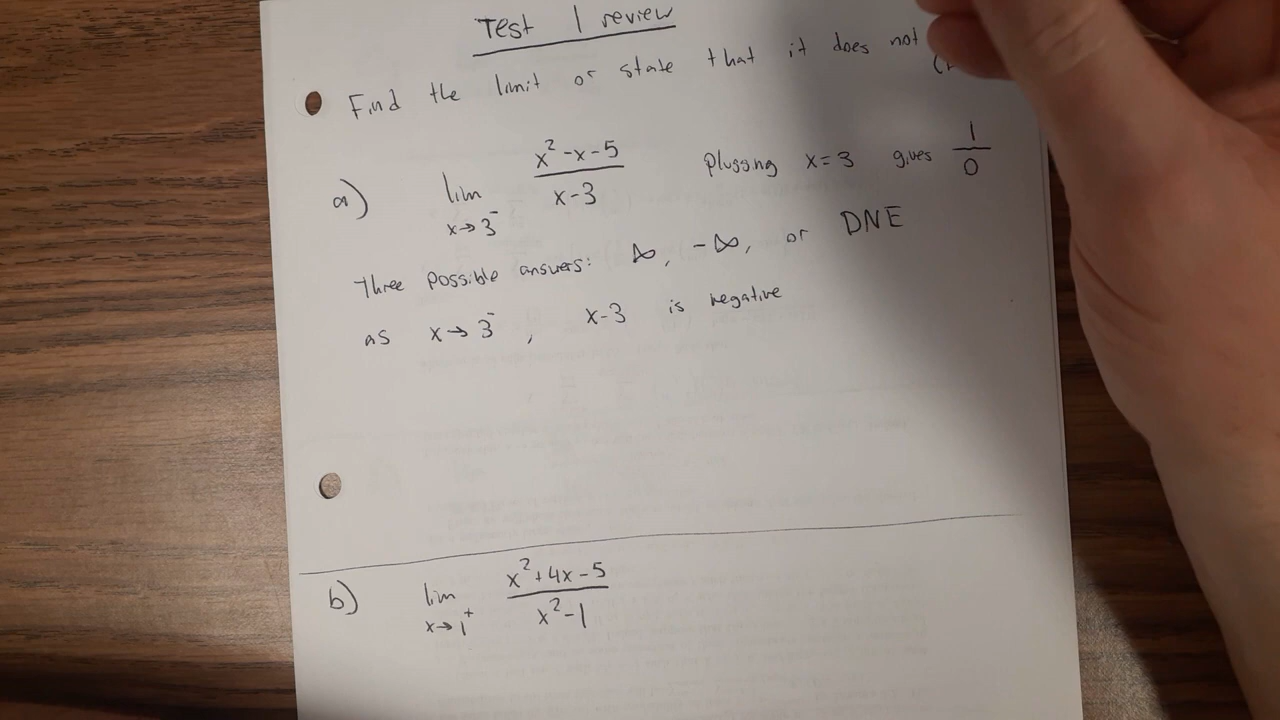 Test 1 review
Find the limit or state that it does not
a) lim x→3⁻ (x²-x-5)/(x-3) plugging x=3 gives 1/0
Three possible answers: ∞, -∞, or DNE
as x→3⁻, x-3 is negative
b) lim x→1⁺ (x²+4x-5)/(x²-1)